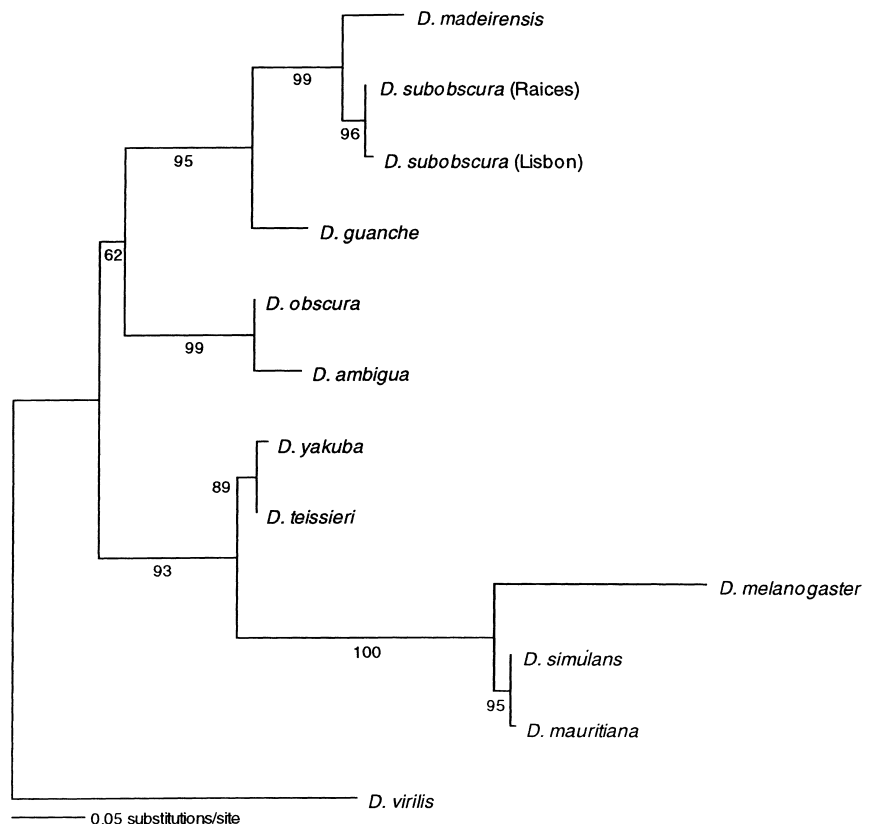 D. madeirensis
99
D. subobscura (Raices)
96
D. subobscura (Lisbon)
95
D. guanche
62
D. obscura
99
D. ambigua
D. yakuba
89
D. teissieri
93
D. melanogaster
100
D. simulans
95
D. mauritiana
D. virilis
0.05 substitutions/site